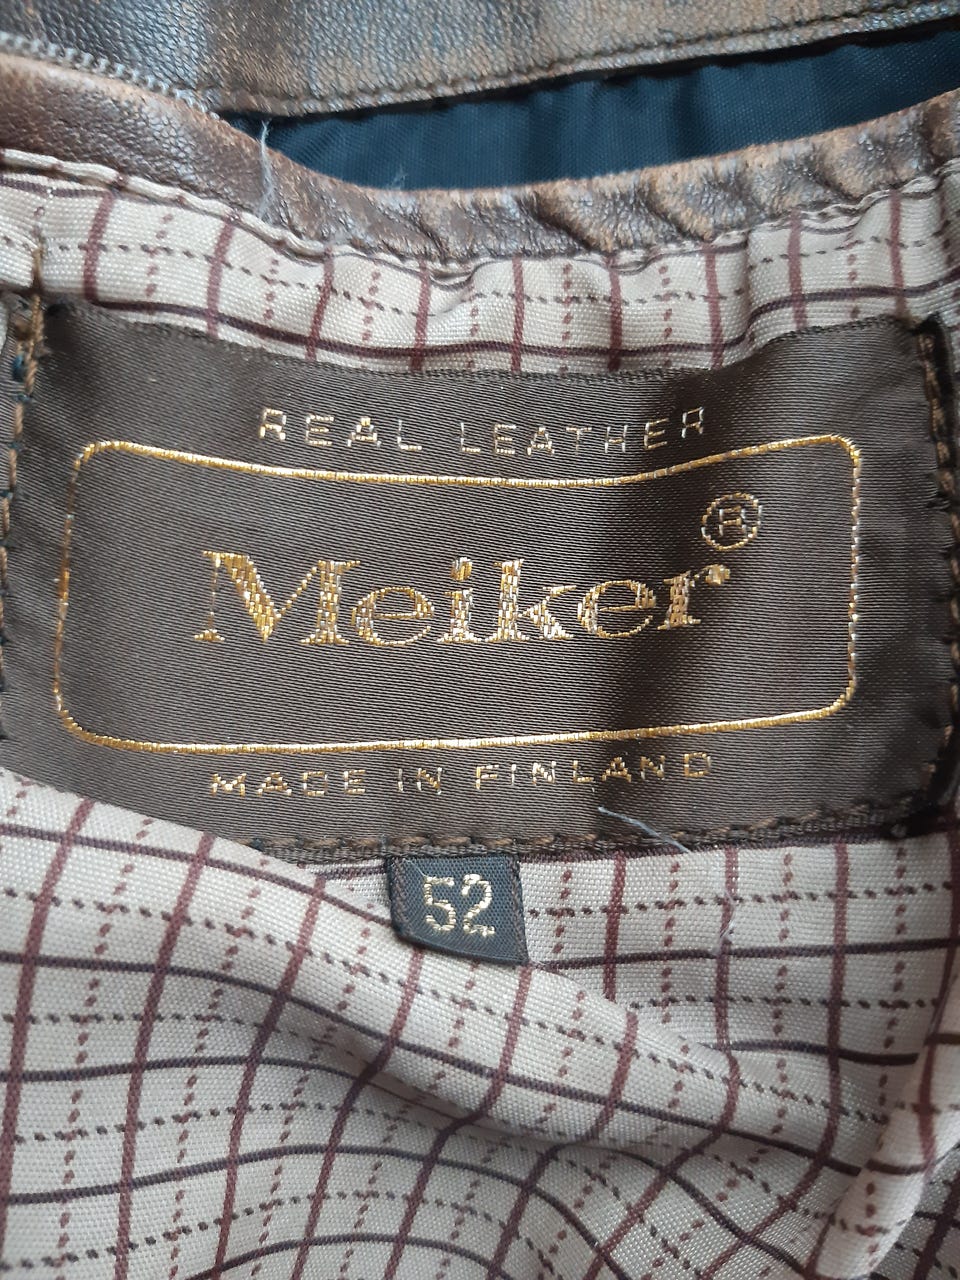 REAL LEATHER
Meiker®
MADE IN FINLAND
52